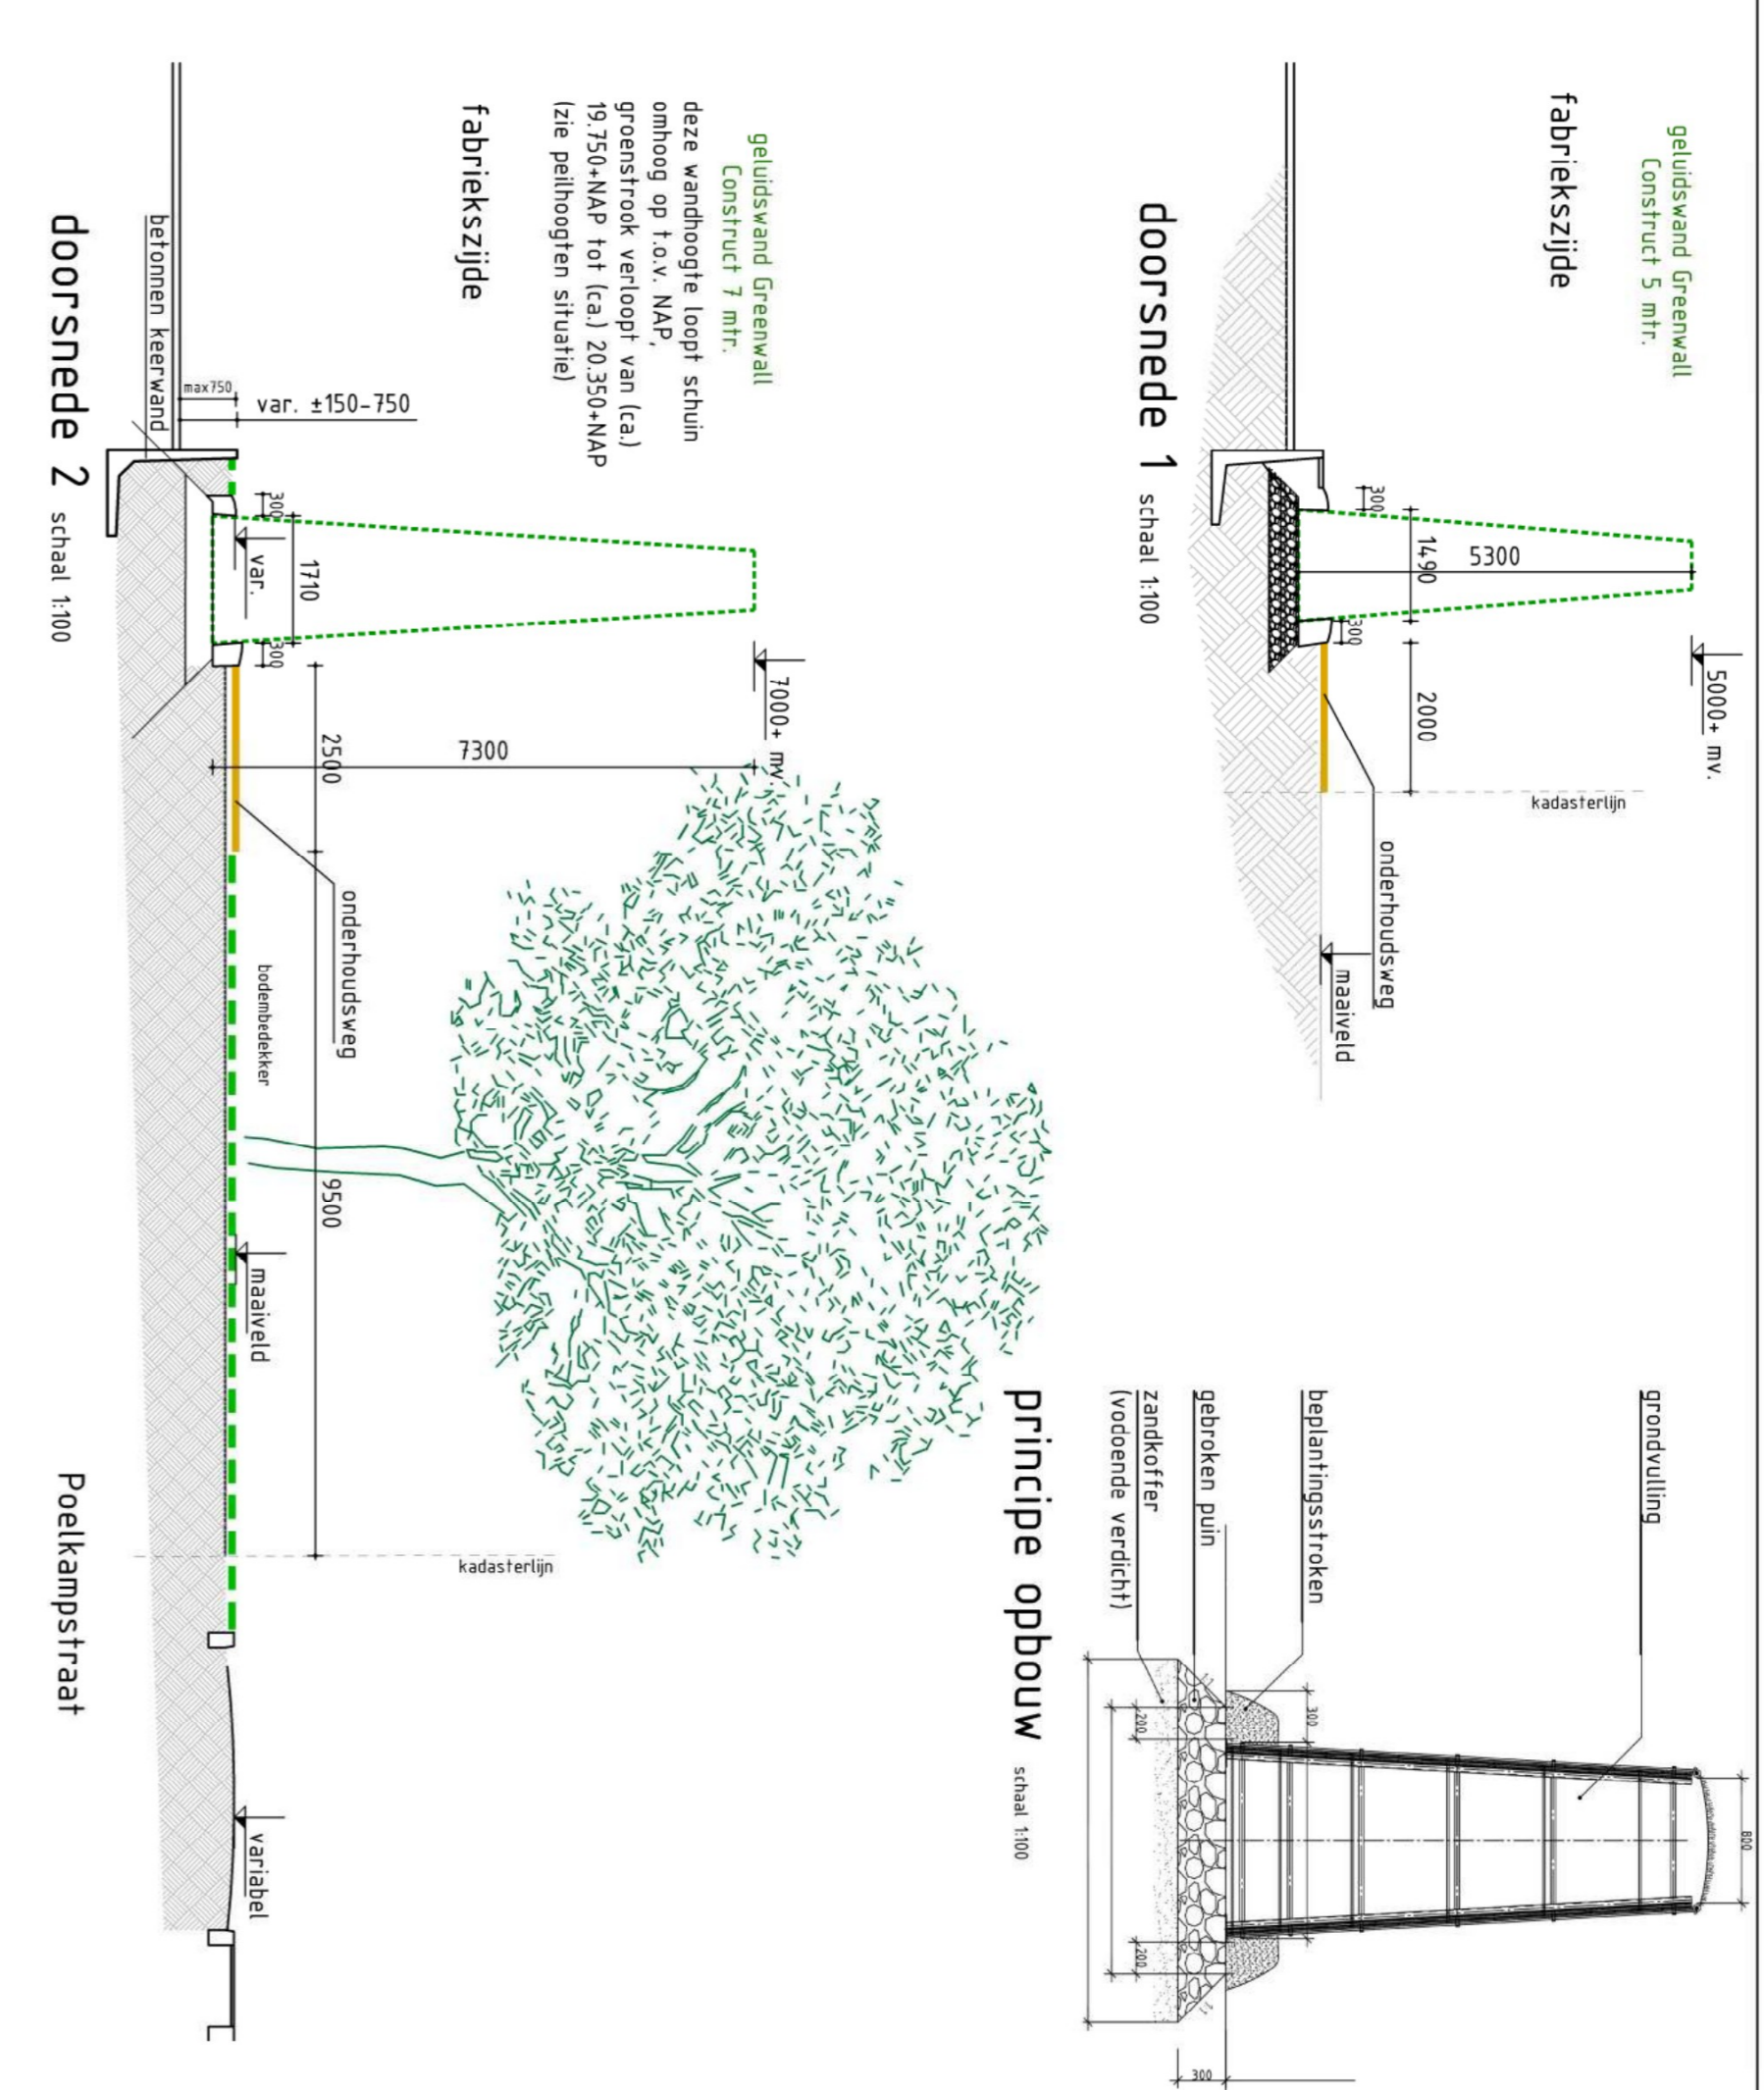 geluidswand Greenwall
Construct 5 mtr.
fabriekszijde
5000+ mv.
5300
1490
300
300
2000
kadasterlijn
onderhoudsweg
maaiveld
doorsnede 1 schaal 1:100
grondvulling
beplantingsstroken
gebroken puin
zandkoffer
(vodoende verdicht)
800
300
200
200
300
principe opbouw schaal 1:100
geluidswand Greenwall
Construct 7 mtr.
deze wandhoogte loopt schuin
omhoog op t.o.v. NAP,
groenstrook verloopt van (ca.)
19.750+NAP tot (ca.) 20.350+NAP
(zie peilhoogten situatie)
fabriekszijde
7000+ mv.
7300
1710
300
300
2500
9500
var.
var. ±150-750
max750
onderhoudsweg
bodembedekker
maaiveld
kadasterlijn
variabel
betonnen keerwand
doorsnede 2 schaal 1:100
Poelkampstraat